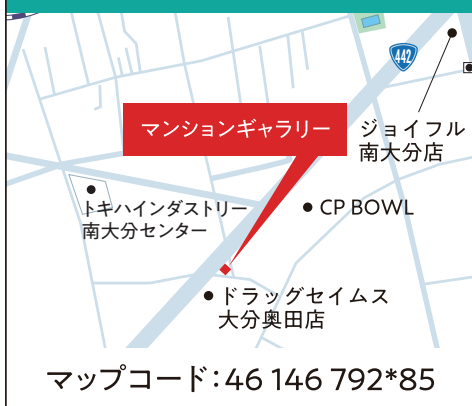 442
マンションギャラリー
ジョイフル
南大分店
トキハインダストリー
南大分センター
CP BOWL
ドラッグセイムス
大分奥田店
マップコード:46 146 792*85